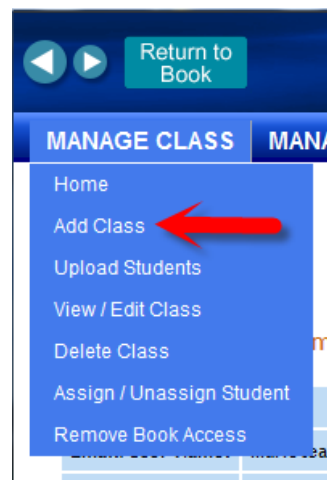 Return to
Book
MANAGE CLASS MANA
Home
Add Class
Upload Students
View / Edit Class
Delete Class
Assign / Unassign Student
Remove Book Access